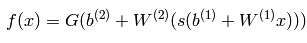 f(x) = G(b^{(2)} + W^{(2)}(s(b^{(1)} + W^{(1)}x)))